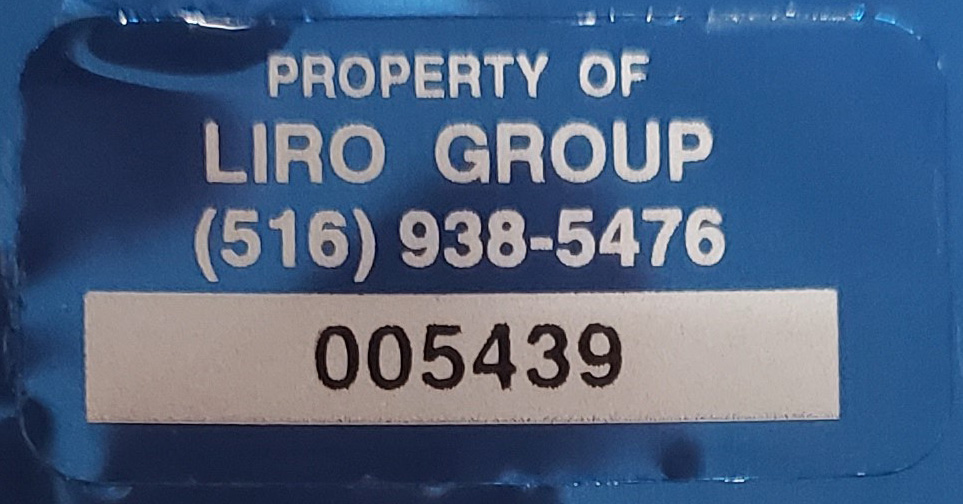 PROPERTY OF
LIRO GROUP
(516) 938-5476
005439